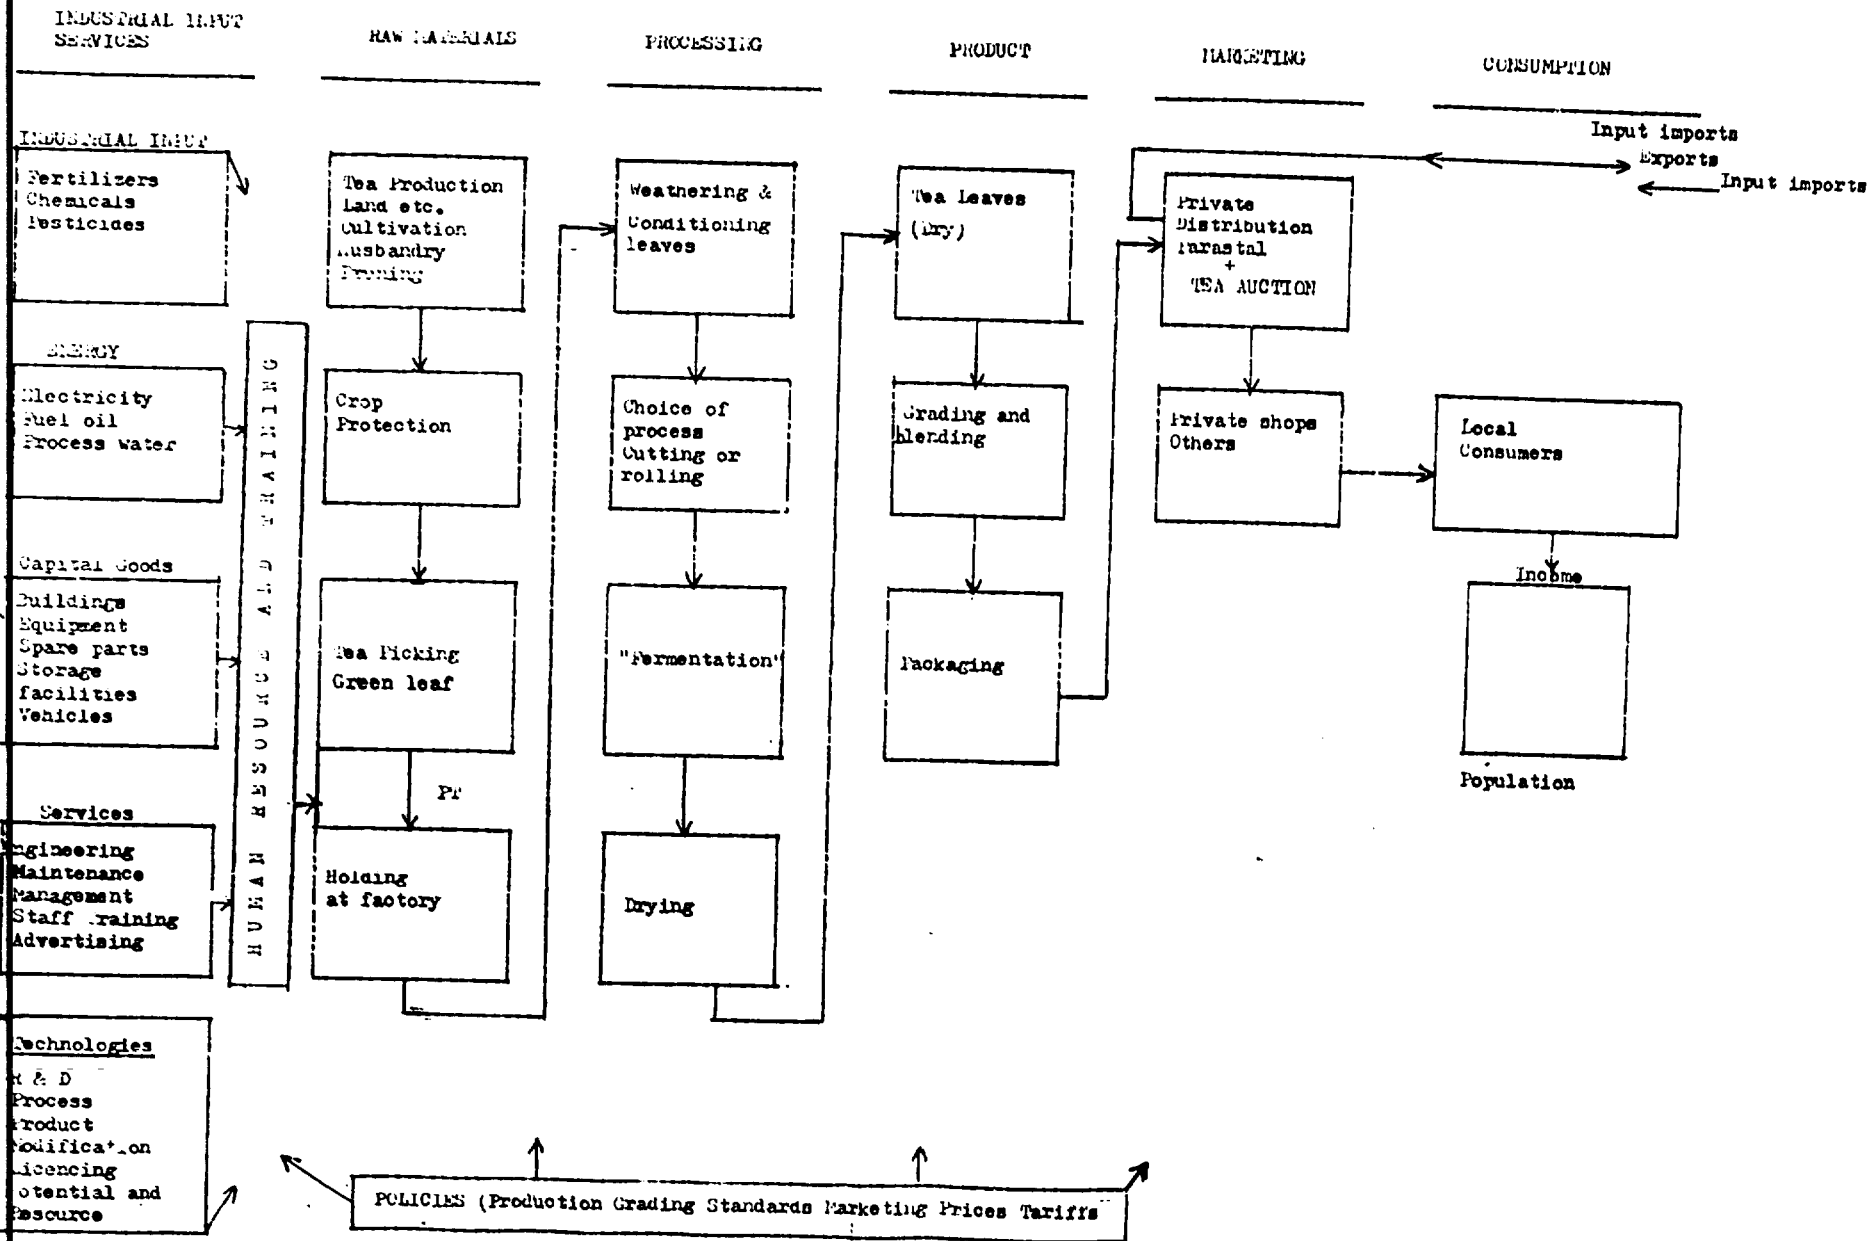 INDUSTRIAL INPUT
SERVICES
RAW MATERIALS
PROCESSING
PRODUCT
MARKETING
CONSUMPTION
INDUSTRIAL INPUT
Fertilizers
Chemicals
Pesticides
ENERGY
Electricity
Fuel oil
Process water
Capital Goods
Buildings
Equipment
Spare parts
Storage
facilities
Vehicles
Services
Engineering
Maintenance
Management
Staff Training
Advertising
Technologies
R & D
Process
Product
Modification
Licencing
Potential and
Resource
HUMAN RESOURCE AND TRAINING
Tea Production
Land etc.
Cultivation
Husbandry
Pruning
Crop
Protection
Tea Picking
Green leaf
PT
Holding
at factory
Weathering &
Conditioning
leaves
Choice of
process
Cutting or
rolling
"Fermentation"
Drying
Tea Leaves
(Dry)
Grading and
blending
Packaging
Private
Distribution
Parastal
+
TEA AUCTION
Private shops
Others
Input imports
Exports
Input imports
Local
Consumers
Income
Population
POLICIES (Production Grading Standards Marketing Prices Tariffs